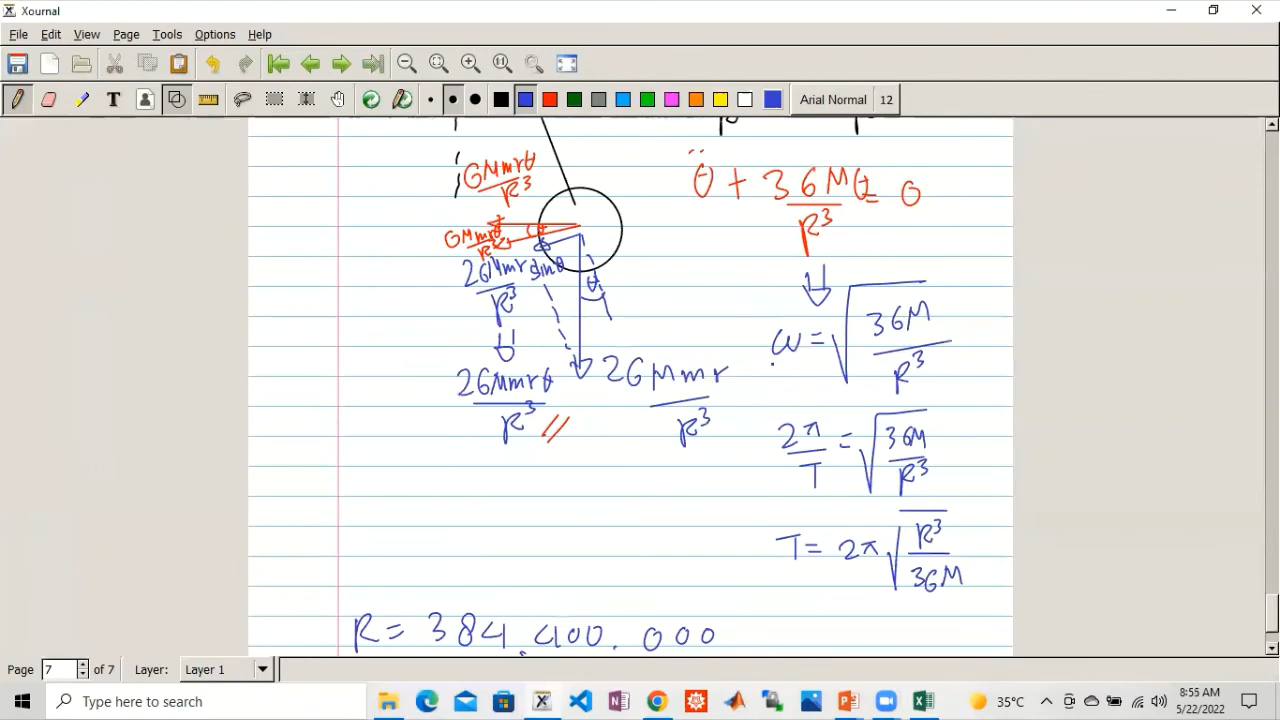 Xournal
File Edit View Page Tools Options Help
Arial Normal 12
GMmrθ
R³
GMmrθ
R³
2GMmr sinθ
R³
2GMmrθ
R³
θ
2GMmr
R³
θ̈ + 3GM θ = 0
R³
ω = √3GM
R³
2π = √3GM
T R³
T = 2π √R³
3GM
R = 384.400.000
Page 7 of 7 Layer: Layer 1
Type here to search
35°C
8:55 AM
5/22/2022